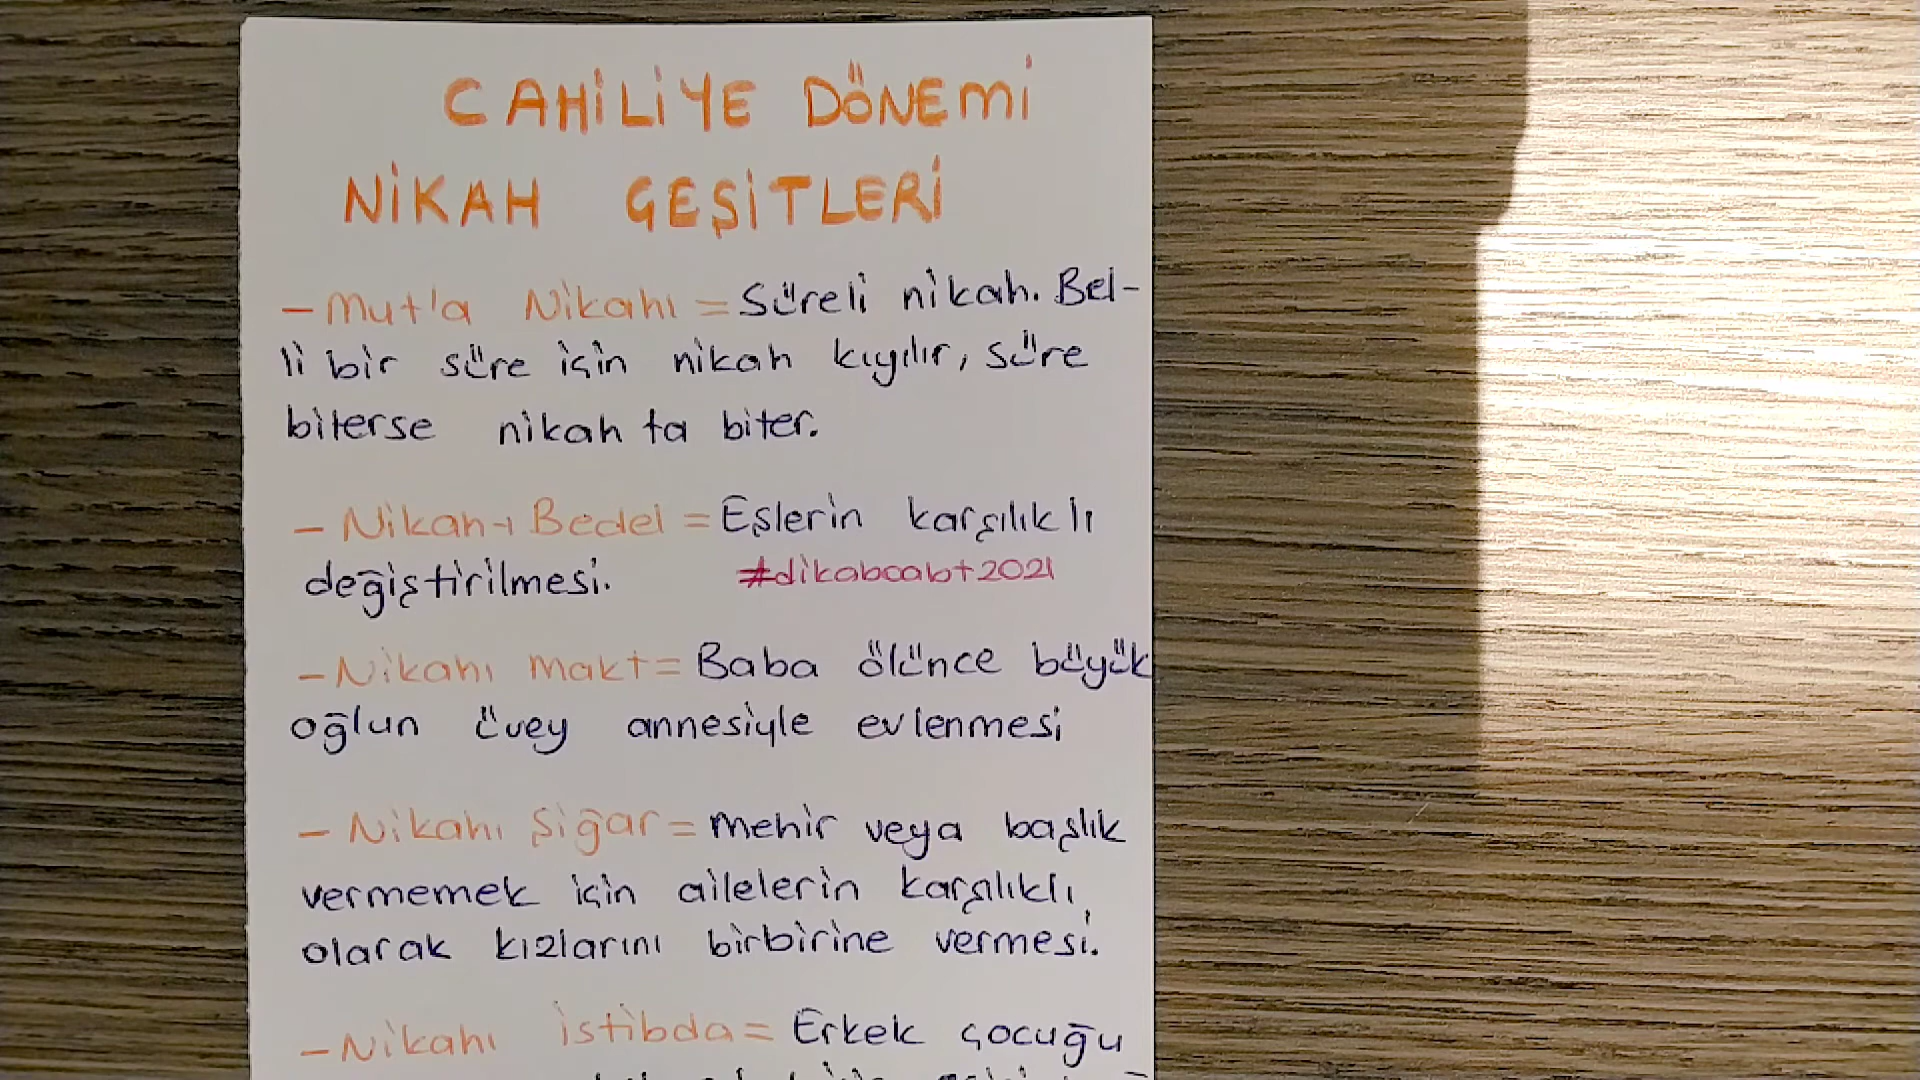 CAHİLİYE DÖNEMİ
NİKAH GEŞİTLERİ
- Mut'a Nikahı = Süreli nikah. Bel-
li bir süre için nikah kıyılır, süre
biterse nikah ta biter.
- Nikah-ı Bedel = Eşlerin karşılıklı
değiştirilmesi. #dikabcabt2021
- Nikahı Makt = Baba ölünce büyük
oğlun üvey annesiyle evlenmesi
- Nikahı Şiğar = Mehir veya başlık
vermemek için ailelerin karşılıklı
olarak kızlarını birbirine vermesi.
- Nikahı İstibda = Erkek çocuğu